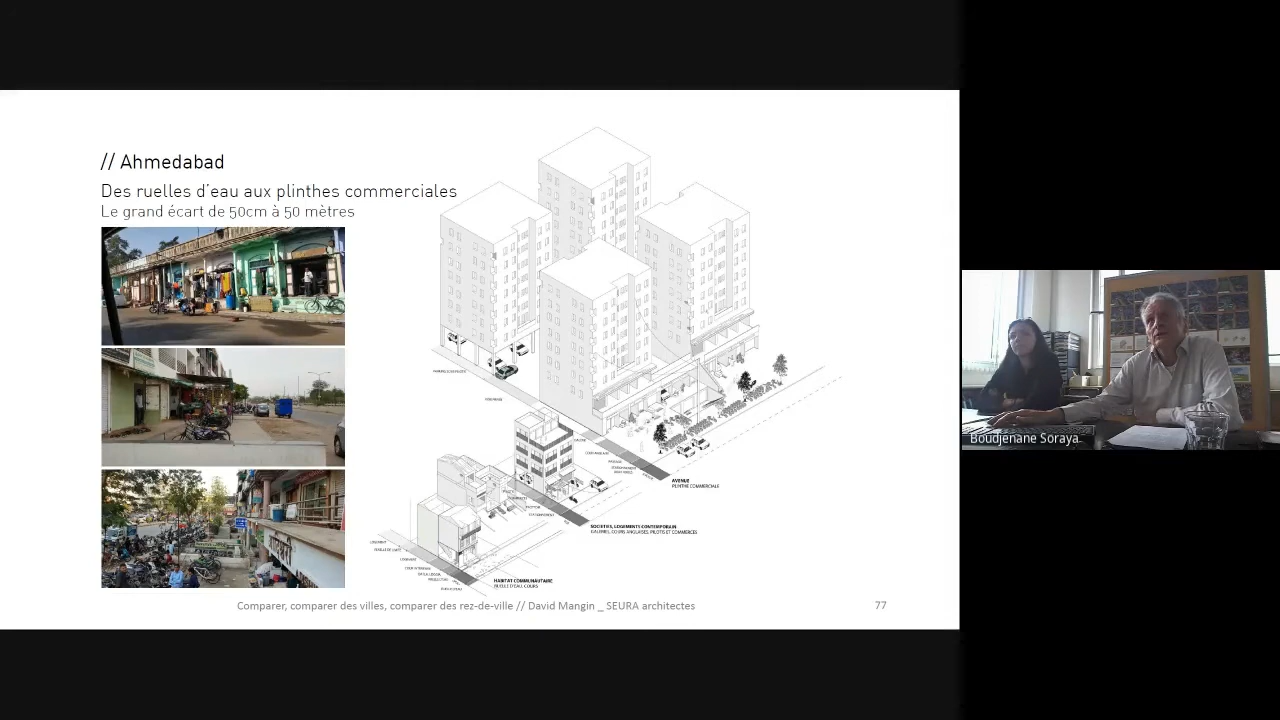 // Ahmedabad
Des ruelles d'eau aux plinthes commerciales
Le grand écart de 50cm à 50 mètres
AVENUE
PLINTHE COMMERCIALE
SOCIETIES, LOGEMENTS CONTEMPORAIN
GALERIES, COURS ANGLAISES, PILOTIS ET COMMERCES
HABITAT COMMUNAUTAIRE
RUELLE D'EAU, COURS
Comparer, comparer des villes, comparer des rez-de-ville // David Mangin _ SEURA architectes
77
Boudjenane Soraya